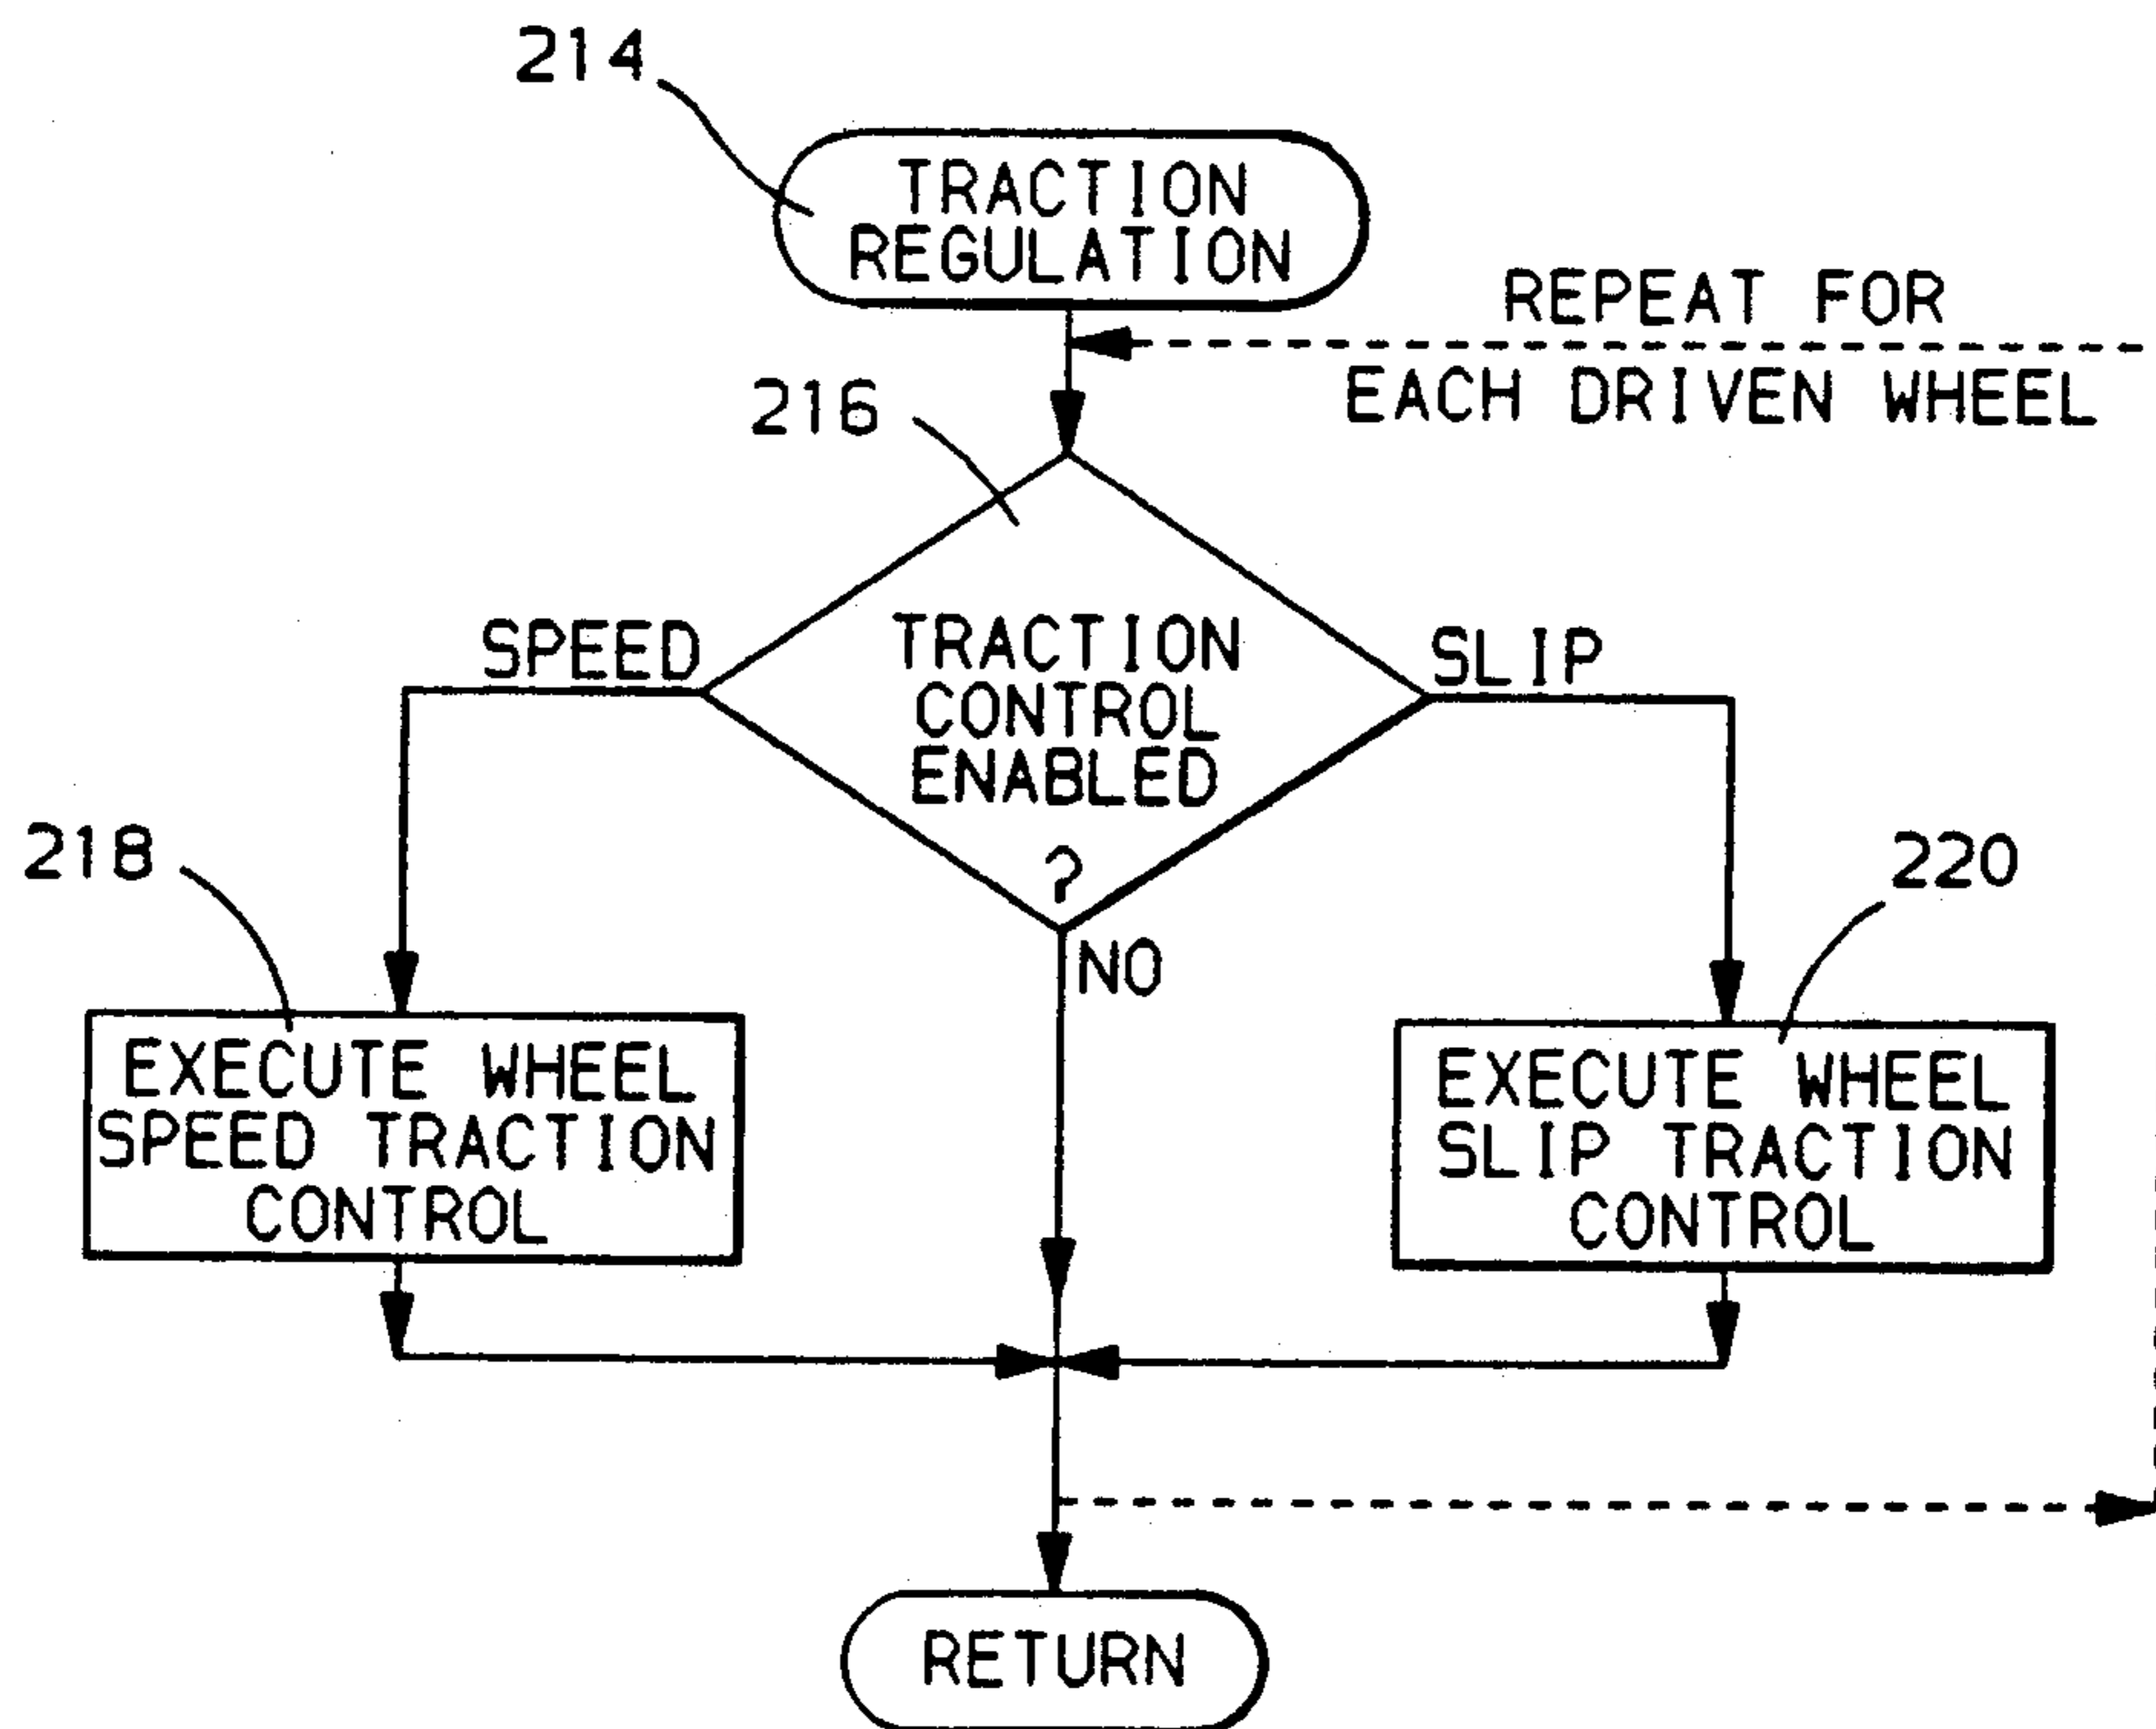 214
TRACTION
REGULATION
REPEAT FOR
EACH DRIVEN WHEEL
216
SPEED
TRACTION
CONTROL
ENABLED
?
SLIP
NO
218
220
EXECUTE WHEEL
SPEED TRACTION
CONTROL
EXECUTE WHEEL
SLIP TRACTION
CONTROL
RETURN